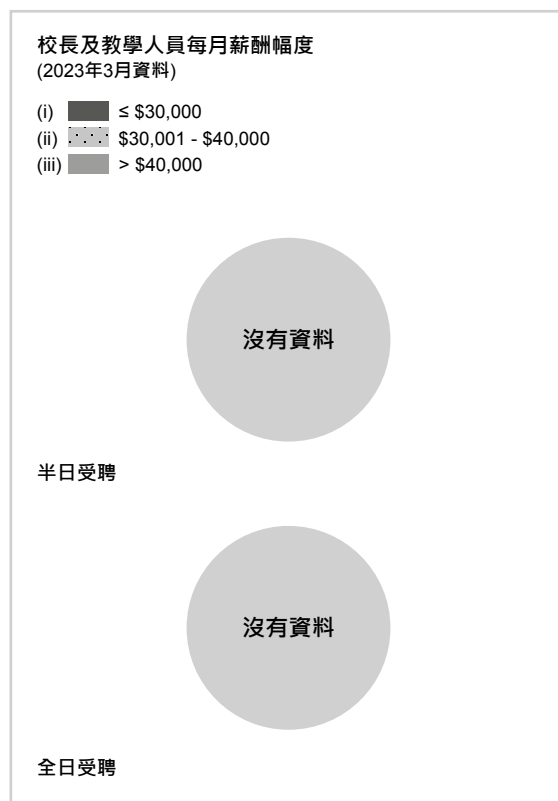 校長及教學人員每月薪酬幅度
(2023年3月資料)
(i) ≤ $30,000
(ii) $30,001 - $40,000
(iii) > $40,000
沒有資料
半日受聘
沒有資料
全日受聘